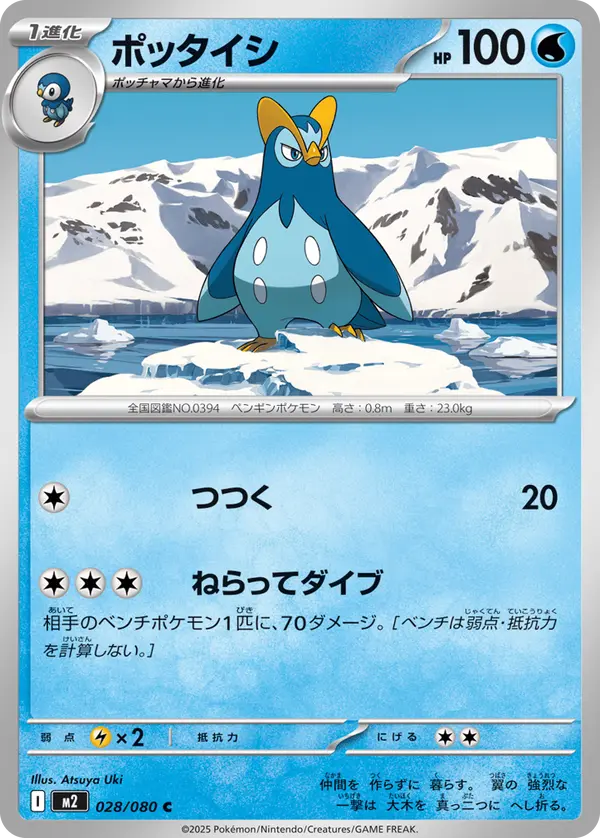 1進化
ポッタイシ
HP 100
ポッチャマから進化
全国図鑑NO.0394 ペンギンポケモン 高さ:0.8m 重さ:23.0kg
つつく 20
ねらってダイブ
相手のベンチポケモン1匹に、70ダメージ。[ベンチは弱点・抵抗力
を計算しない。]
弱点 ×2 抵抗力 にげる
Illus. Atsuya Uki
仲間を 作らずに 暮らす。 翼の 強烈な
一撃は 大木を 真っ二つに へし折る。
I M2 028/080 C
©2025 Pokémon/Nintendo/Creatures/GAME FREAK.